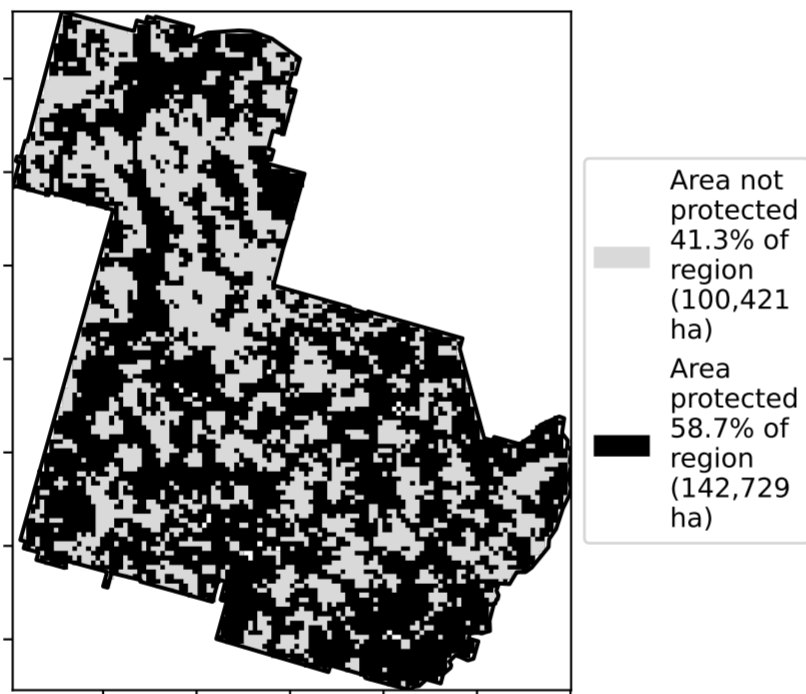 Area not
protected
41.3% of
region
(100,421
ha)
Area
protected
58.7% of
region
(142,729
ha)